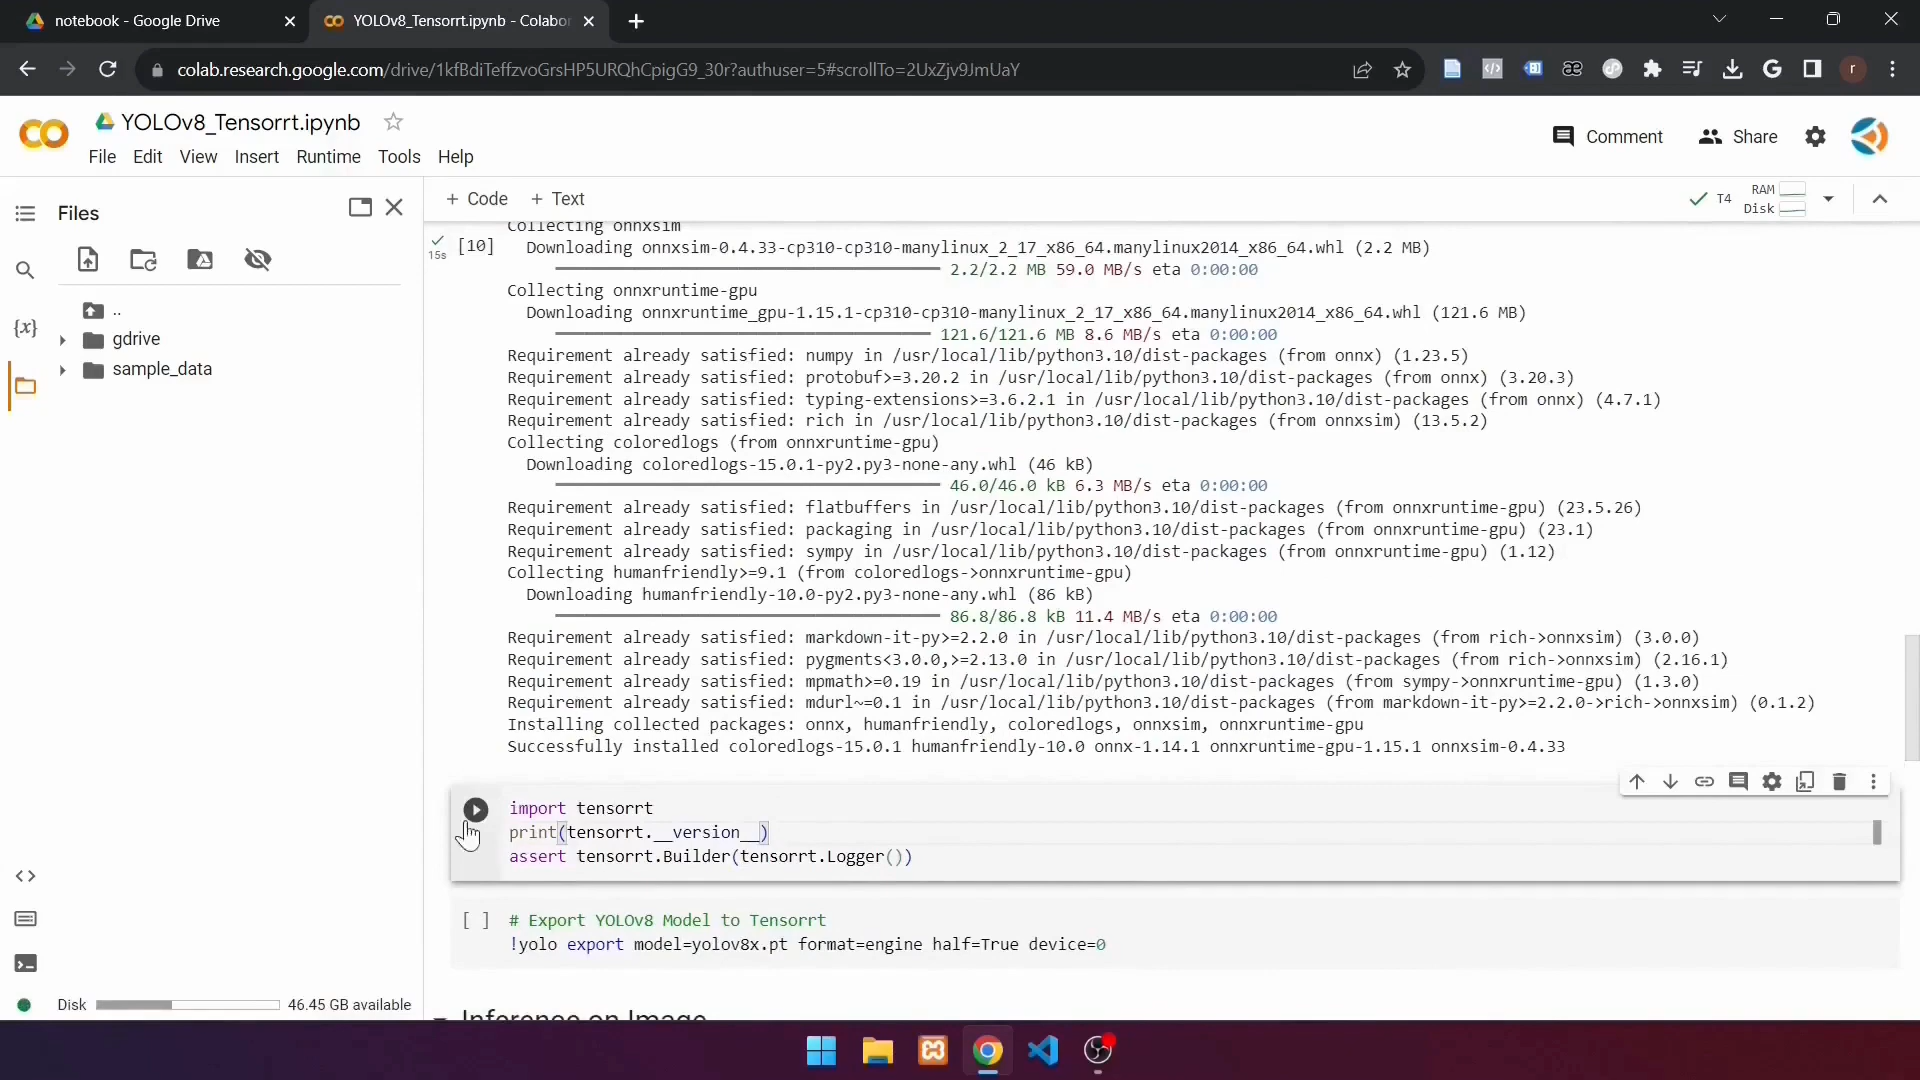 notebook - Google Drive
YOLOv8_Tensorrt.ipynb - Colabor
colab.research.google.com/drive/1kfBdiTeffzvoGrsHP5URQhCpigG9_30r?authuser=5#scrollTo=2UxZjv9JmUaY
r
YOLOv8_Tensorrt.ipynb
File Edit View Insert Runtime Tools Help
Comment
Share
Files
+ Code + Text
T4
RAM
Disk
..
gdrive
sample_data
{x}
15s
[10]
Collecting onnxsim
Downloading onnxsim-0.4.33-cp310-cp310-manylinux_2_17_x86_64.manylinux2014_x86_64.whl (2.2 MB)
2.2/2.2 MB 59.0 MB/s eta 0:00:00
Collecting onnxruntime-gpu
Downloading onnxruntime_gpu-1.15.1-cp310-cp310-manylinux_2_17_x86_64.manylinux2014_x86_64.whl (121.6 MB)
121.6/121.6 MB 8.6 MB/s eta 0:00:00
Requirement already satisfied: numpy in /usr/local/lib/python3.10/dist-packages (from onnx) (1.23.5)
Requirement already satisfied: protobuf>=3.20.2 in /usr/local/lib/python3.10/dist-packages (from onnx) (3.20.3)
Requirement already satisfied: typing-extensions>=3.6.2.1 in /usr/local/lib/python3.10/dist-packages (from onnx) (4.7.1)
Requirement already satisfied: rich in /usr/local/lib/python3.10/dist-packages (from onnxsim) (13.5.2)
Collecting coloredlogs (from onnxruntime-gpu)
Downloading coloredlogs-15.0.1-py2.py3-none-any.whl (46 kB)
46.0/46.0 kB 6.3 MB/s eta 0:00:00
Requirement already satisfied: flatbuffers in /usr/local/lib/python3.10/dist-packages (from onnxruntime-gpu) (23.5.26)
Requirement already satisfied: packaging in /usr/local/lib/python3.10/dist-packages (from onnxruntime-gpu) (23.1)
Requirement already satisfied: sympy in /usr/local/lib/python3.10/dist-packages (from onnxruntime-gpu) (1.12)
Collecting humanfriendly>=9.1 (from coloredlogs->onnxruntime-gpu)
Downloading humanfriendly-10.0-py2.py3-none-any.whl (86 kB)
86.8/86.8 kB 11.4 MB/s eta 0:00:00
Requirement already satisfied: markdown-it-py>=2.2.0 in /usr/local/lib/python3.10/dist-packages (from rich->onnxsim) (3.0.0)
Requirement already satisfied: pygments<3.0.0,>=2.13.0 in /usr/local/lib/python3.10/dist-packages (from rich->onnxsim) (2.16.1)
Requirement already satisfied: mpmath>=0.19 in /usr/local/lib/python3.10/dist-packages (from sympy->onnxruntime-gpu) (1.3.0)
Requirement already satisfied: mdurl~=0.1 in /usr/local/lib/python3.10/dist-packages (from markdown-it-py>=2.2.0->rich->onnxsim) (0.1.2)
Installing collected packages: onnx, humanfriendly, coloredlogs, onnxsim, onnxruntime-gpu
Successfully installed coloredlogs-15.0.1 humanfriendly-10.0 onnx-1.14.1 onnxruntime-gpu-1.15.1 onnxsim-0.4.33
import tensorrt
print(tensorrt.__version__)
assert tensorrt.Builder(tensorrt.Logger())
[ ] # Export YOLOv8 Model to Tensorrt
!yolo export model=yolov8x.pt format=engine half=True device=0
Disk 46.45 GB available
Inference on Image